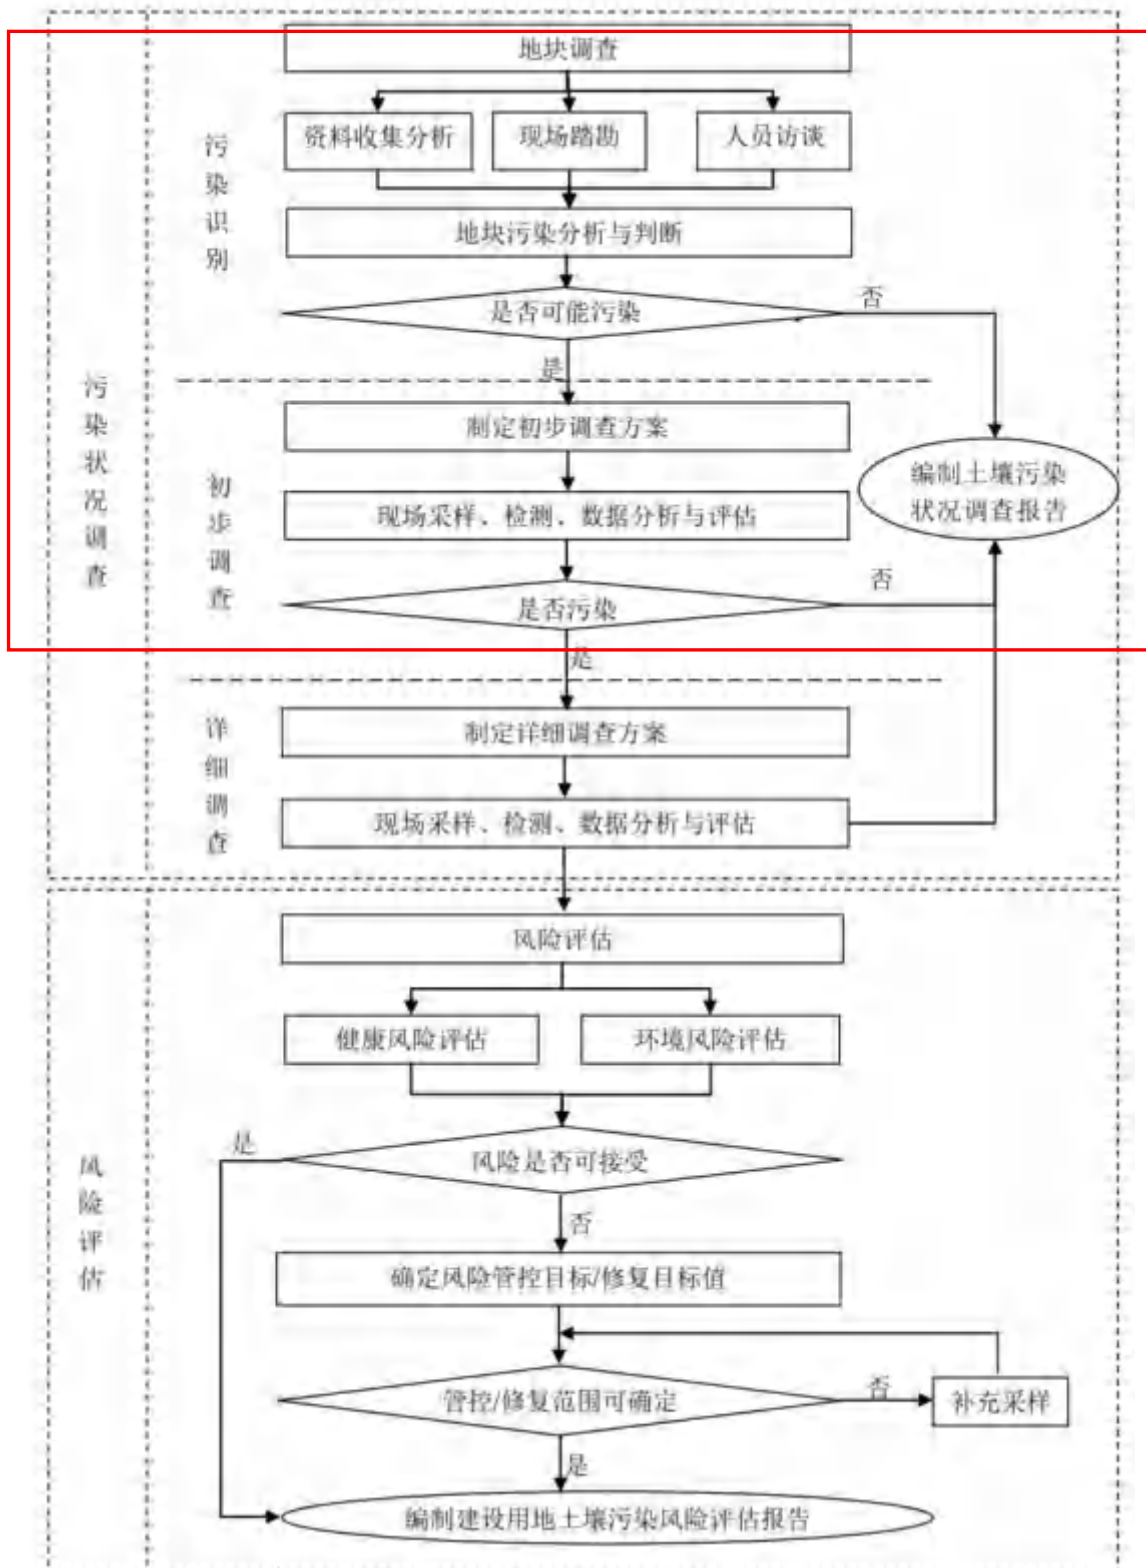 地块调查
资料收集分析
现场踏勘
人员访谈
污染识别
地块污染分析与判断
是否可能污染
否
是
污染状况调查
制定初步调查方案
编制土壤污染
状况调查报告
初步调查
现场采样、检测、数据分析与评估
是否污染
否
是
详细调查
制定详细调查方案
现场采样、检测、数据分析与评估
风险评估
健康风险评估
环境风险评估
是
风险是否可接受
风险评估
否
确定风险管控目标/修复目标值
管控/修复范围可确定
否
补充采样
是
编制建设用地土壤污染风险评估报告